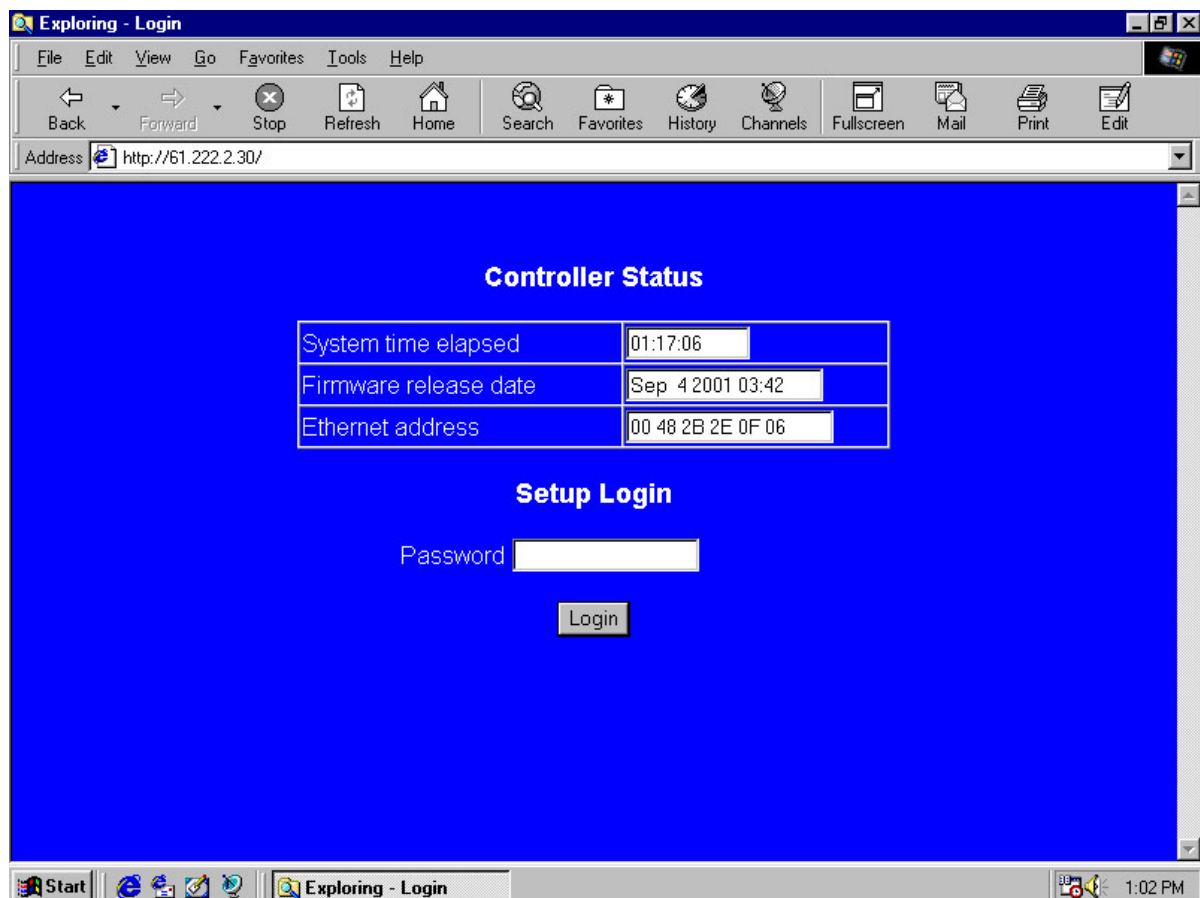 Exploring - Login
File Edit View Go Favorites Tools Help
Back Forward Stop Refresh Home Search Favorites History Channels Fullscreen Mail Print Edit
Address http://61.222.2.30/
Controller Status
System time elapsed 01:17:06
Firmware release date Sep 4 2001 03:42
Ethernet address 00 48 2B 2E 0F 06
Setup Login
Password
Login
Start Exploring - Login 1:02 PM